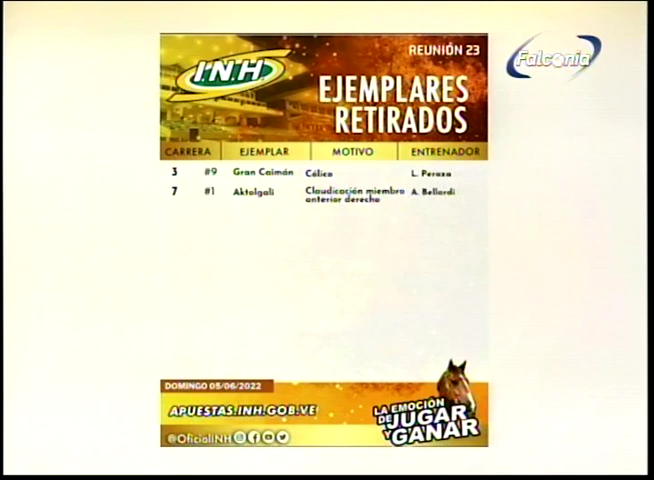 REUNIÓN 23
Falconia
I.N.H
EJEMPLARES
RETIRADOS
CARRERA EJEMPLAR MOTIVO ENTRENADOR
3 #9 Gran Caimán Cólico L. Peraza
7 #1 Aktolgali Claudicación miembro anterior derecho A. Bellardi
DOMINGO 05/06/2022
APUESTAS.INH.GOB.VE
@OficialINH
LA EMOCIÓN
DE JUGAR
Y GANAR